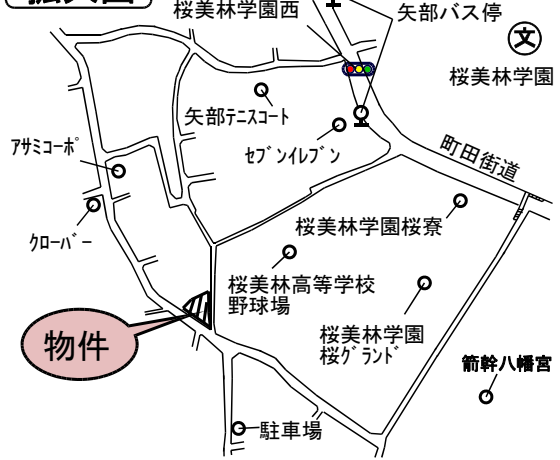 拡大図
桜美林学園西
矢部バス停
文
桜美林学園
矢部テニスコート
セブンイレブン
町田街道
アサミコーポ
クローバー
桜美林学園桜寮
桜美林高等学校
野球場
桜美林学園
桜グランド
物件
箭幹八幡宮
駐車場